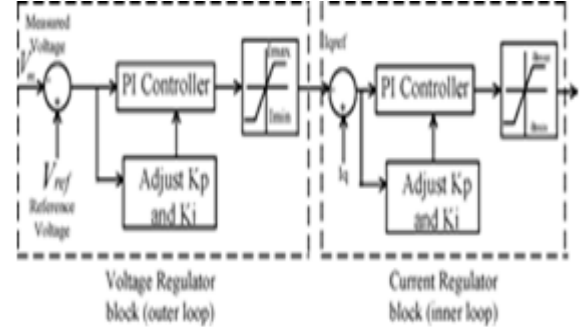 Measured
Voltage
Vm
Vref
Reference
Voltage
PI Controller
Adjust Kp
and Ki
Imax
Imin
Voltage Regulator
block (outer loop)
Iqref
Iq
PI Controller
Adjust Kp
and Ki
Current Regulator
block (inner loop)